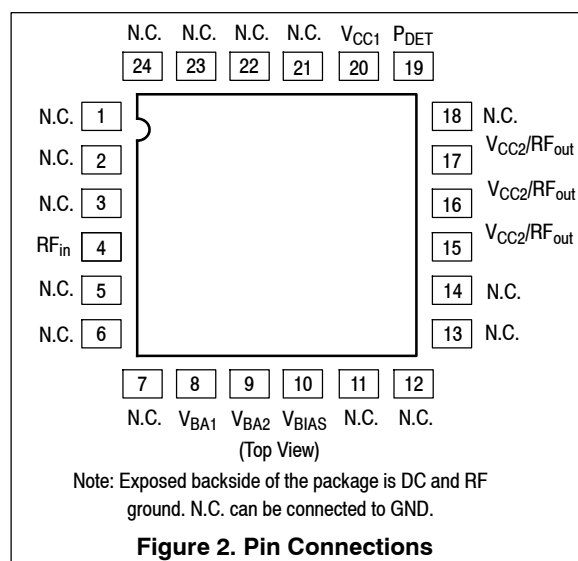 N.C. N.C. N.C. N.C. VCC1 PDET
24 23 22 21 20 19
N.C. 1
18 N.C.
N.C. 2
17 VCC2/RFout
N.C. 3
16 VCC2/RFout
RFin 4
15 VCC2/RFout
N.C. 5
14 N.C.
N.C. 6
13 N.C.
7 8 9 10 11 12
N.C. VBA1 VBA2 VBIAS N.C. N.C.
(Top View)
Note: Exposed backside of the package is DC and RF
ground. N.C. can be connected to GND.
Figure 2. Pin Connections